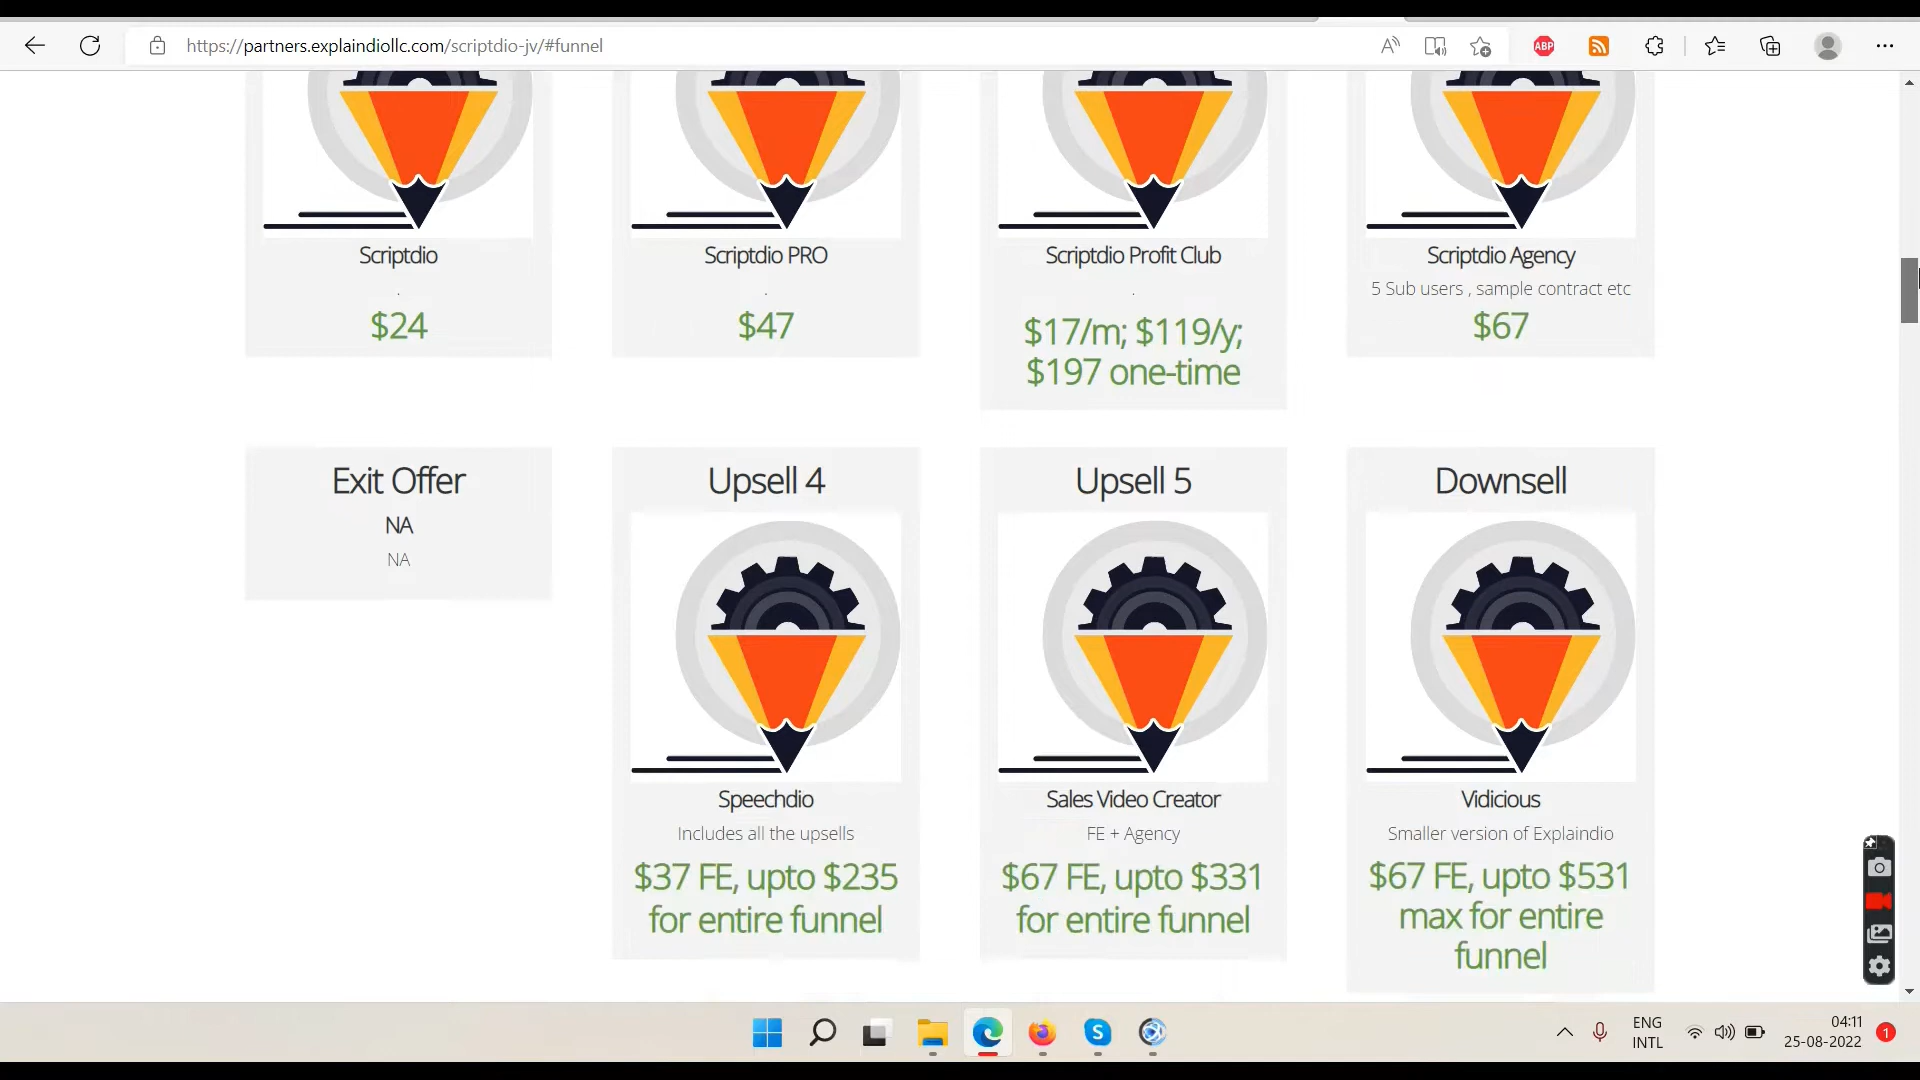 https://partners.explaindiollc.com/scriptdio-jv/#funnel
ABP
Scriptdio
.
$24
Scriptdio PRO
.
$47
Scriptdio Profit Club
.
$17/m; $119/y;
$197 one-time
Scriptdio Agency
5 Sub users , sample contract etc
$67
Exit Offer
NA
NA
Upsell 4
Speechdio
Includes all the upsells
$37 FE, upto $235
for entire funnel
Upsell 5
Sales Video Creator
FE + Agency
$67 FE, upto $331
for entire funnel
Downsell
Vidicious
Smaller version of Explaindio
$67 FE, upto $531
max for entire
funnel
ENG
INTL
04:11
25-08-2022
1